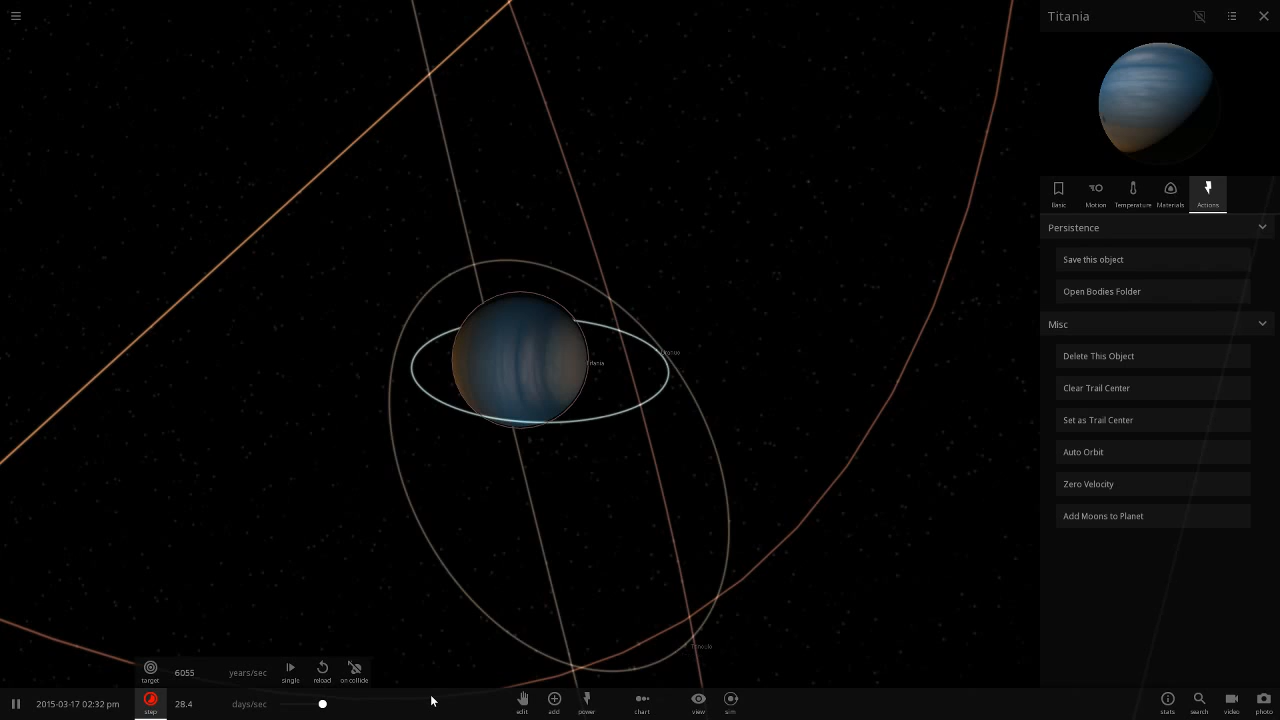 Titania
Basic
Motion
Temperature
Materials
Actions
Persistence
Save this object
Open Bodies Folder
Misc
Delete This Object
Clear Trail Center
Set as Trail Center
Auto Orbit
Zero Velocity
Add Moons to Planet
Titania
target
6055
years/sec
single
reload
on collide
2015-03-17 02:32 pm
step
28.4
days/sec
edit
add
power
chart
view
sim
stats
search
video
photo